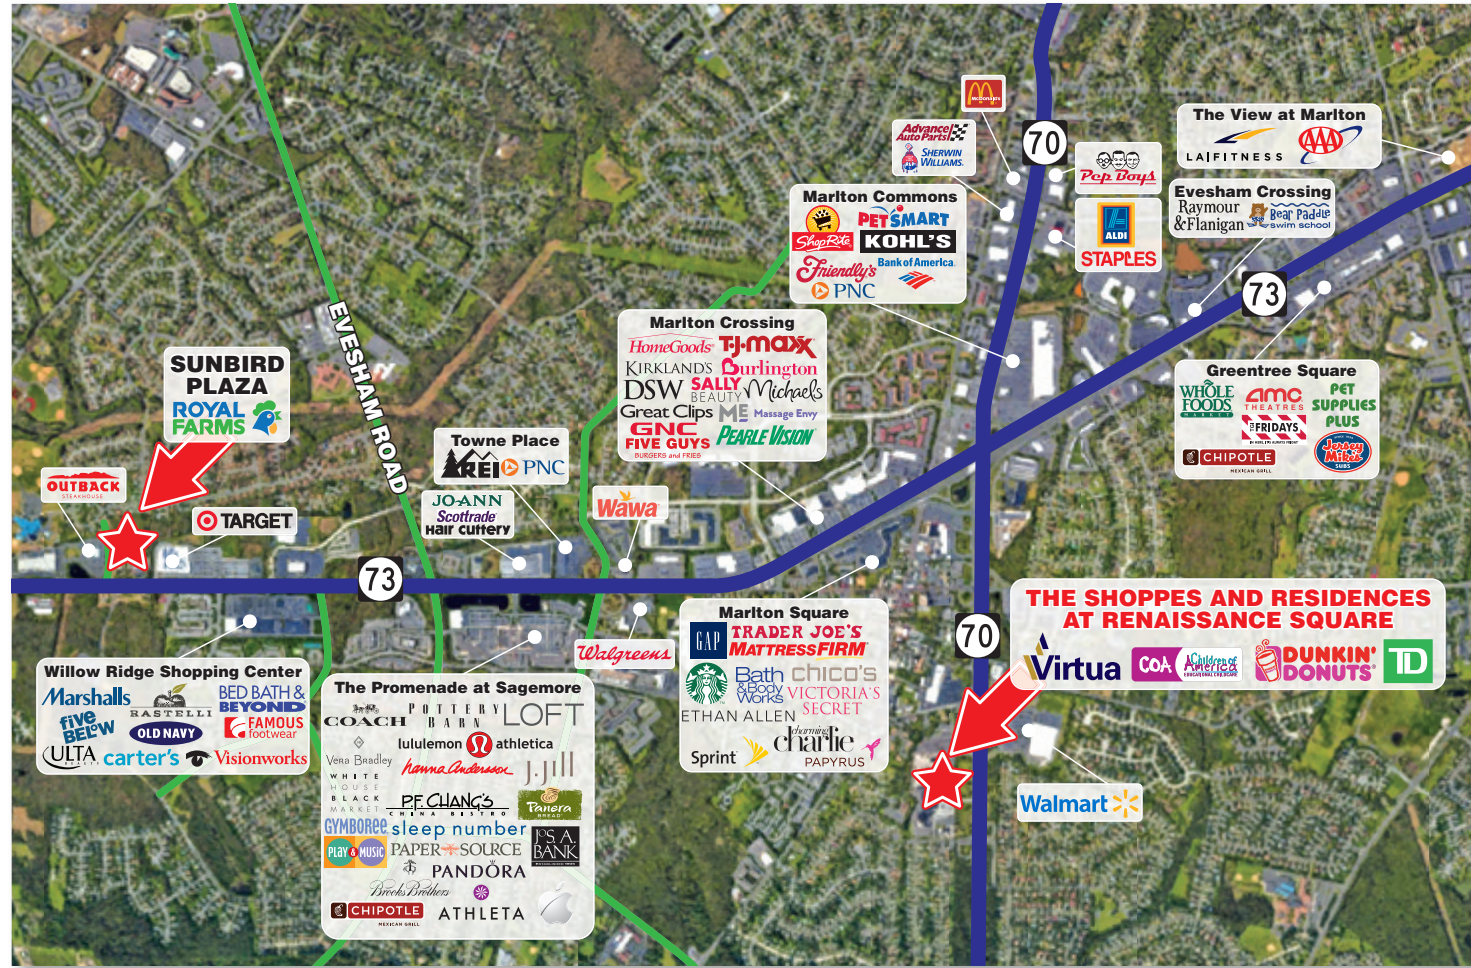 McDonald's
70
Advance
Auto Parts
SHERWIN
WILLIAMS.
Pep Boys
ALDI
STAPLES
The View at Marlton
LA|FITNESS
AAA
Evesham Crossing
Raymour
&Flanigan
Bear Paddle
swim school
73
Marlton Commons
PETSMART
ShopRite
KOHL'S
Friendly's
Bank of America
PNC
Marlton Crossing
HomeGoods
T·J·maxx
KIRKLAND'S
Burlington
DSW
SALLY
BEAUTY
Michaels
Great Clips
ME
Massage Envy
GNC
FIVE GUYS
BURGERS and FRIES
PEARLE VISION
Greentree Square
WHOLE
FOODS
MARKET
amc
THEATRES
PET
SUPPLIES
PLUS
FRIDAYS
CHIPOTLE
MEXICAN GRILL
Jersey
Mike's
SUBS
EVESHAM ROAD
SUNBIRD
PLAZA
ROYAL
FARMS
OUTBACK
STEAKHOUSE
TARGET
Towne Place
REI
PNC
JO-ANN
Scottrade
Hair Cuttery
Wawa
73
Walgreens
Willow Ridge Shopping Center
Marshalls
RASTELLI
BED BATH &
BEYOND
five
BELOW
OLD NAVY
FAMOUS
footwear
ULTA
BEAUTY
carter's
Visionworks
The Promenade at Sagemore
COACH
POTTERY
BARN
LOFT
Vera Bradley
lululemon
athletica
hanna Andersson
J.Jill
WHITE
HOUSE
BLACK
MARKET
P.F. CHANG'S
CHINA BISTRO
Panera
BREAD
GYMBOREE
PLAY & MUSIC
sleep number
PAPER SOURCE
JOS. A.
BANK
PANDÖRA
Brooks Brothers
CHIPOTLE
MEXICAN GRILL
ATHLETA
Marlton Square
GAP
TRADER JOE'S
MATTRESSFIRM
Bath
&Body
Works
chico's
VICTORIA'S
SECRET
ETHAN ALLEN
Sprint
charming
charlie
PAPYRUS
70
THE SHOPPES AND RESIDENCES
AT RENAISSANCE SQUARE
Virtua
COA
Children of
America
EDUCATIONAL CHILDCARE
DUNKIN'
DONUTS
TD
Walmart